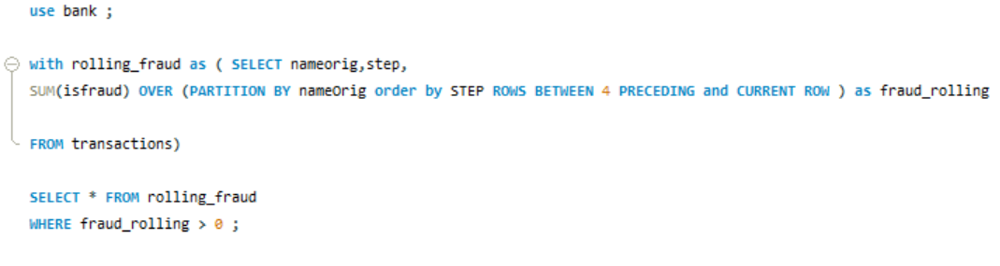 use bank ;
with rolling_fraud as ( SELECT nameorig,step,
SUM(isfraud) OVER (PARTITION BY nameOrig order by STEP ROWS BETWEEN 4 PRECEDING and CURRENT ROW ) as fraud_rolling
FROM transactions)
SELECT * FROM rolling_fraud
WHERE fraud_rolling > 0 ;